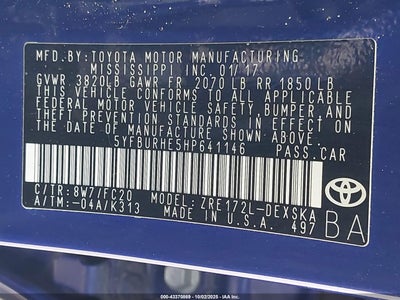 MFD. BY: TOYOTA MOTOR MANUFACTURING
MISSISSIPPI INC. 01/17
GVWR 3820LB GAWR FR 2070 LB RR 1850 LB
THIS VEHICLE CONFORMS TO ALL APPLICABLE
FEDERAL MOTOR VEHICLE SAFETY, BUMPER, AND
THEFT PREVENTION STANDARDS IN EFFECT ON
THE DATE OF MANUFACTURE SHOWN ABOVE.
5YFBURHE5HP641146 PASS.CAR
C/TR: 8W7/FC20 ZRE172L-DEXSKA
A/TM:-04A/K313 MADE IN U.S.A. 497
TOYOTA
BA
000-43370089 - 10/02/2025 - IAA Inc.